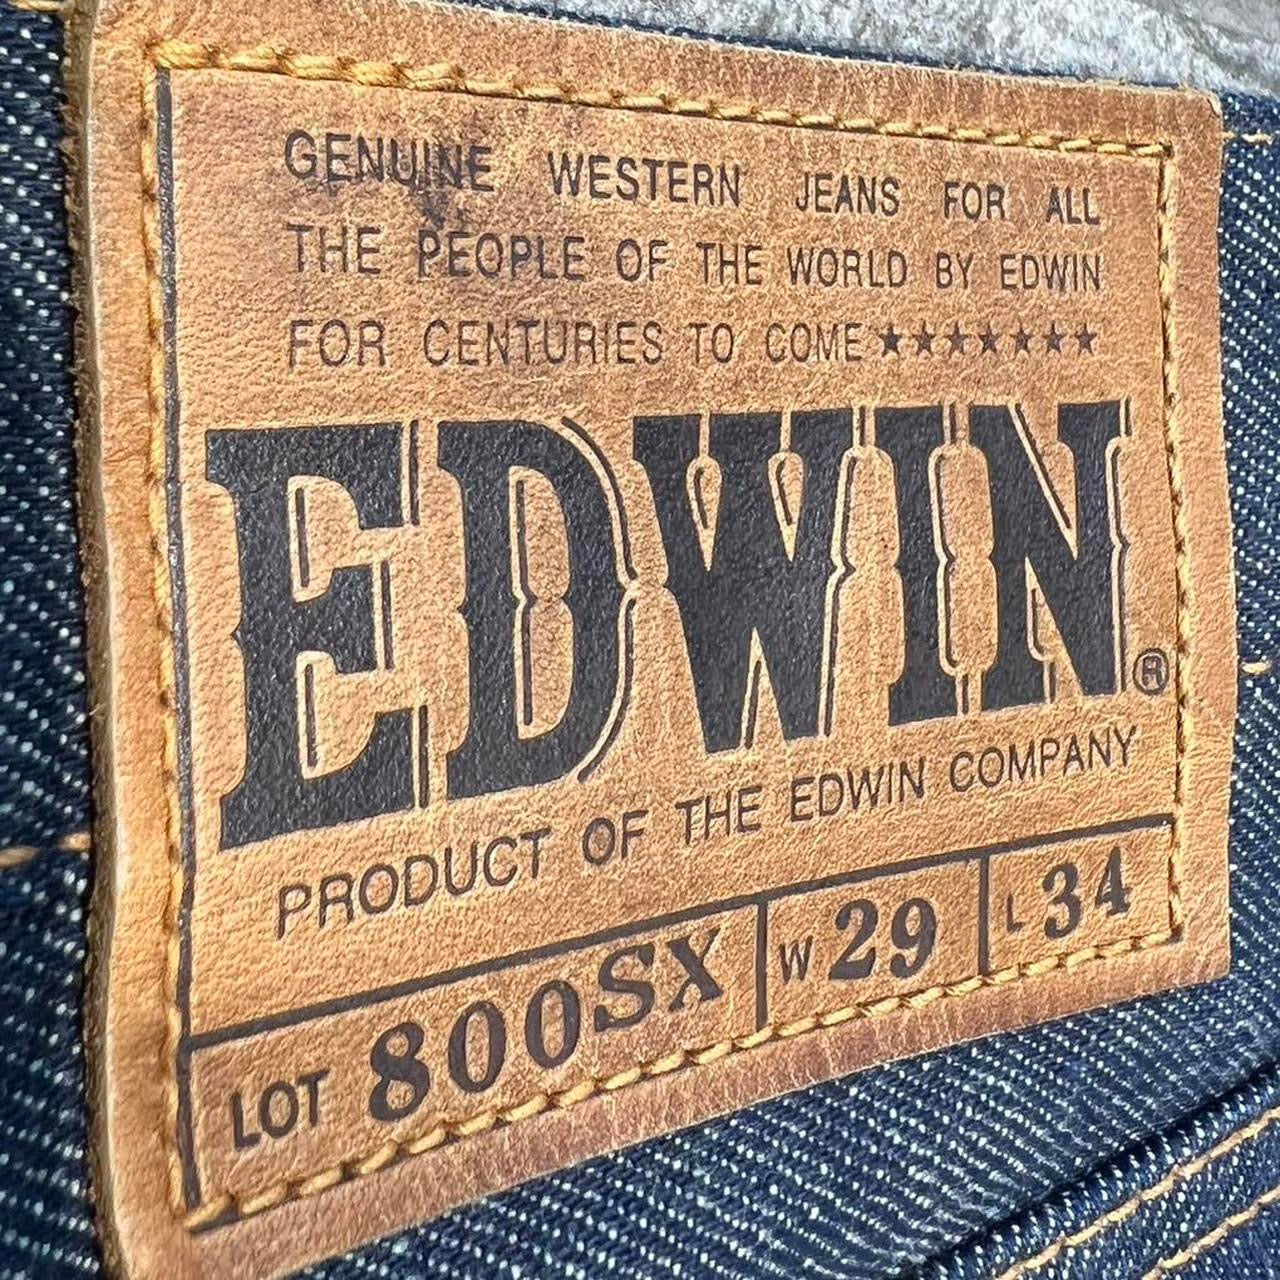 GENUINE WESTERN JEANS FOR ALL
THE PEOPLE OF THE WORLD BY EDWIN
FOR CENTURIES TO COME★★★★★★★
EDWIN®
PRODUCT OF THE EDWIN COMPANY
LOT 800SX W 29 L 34